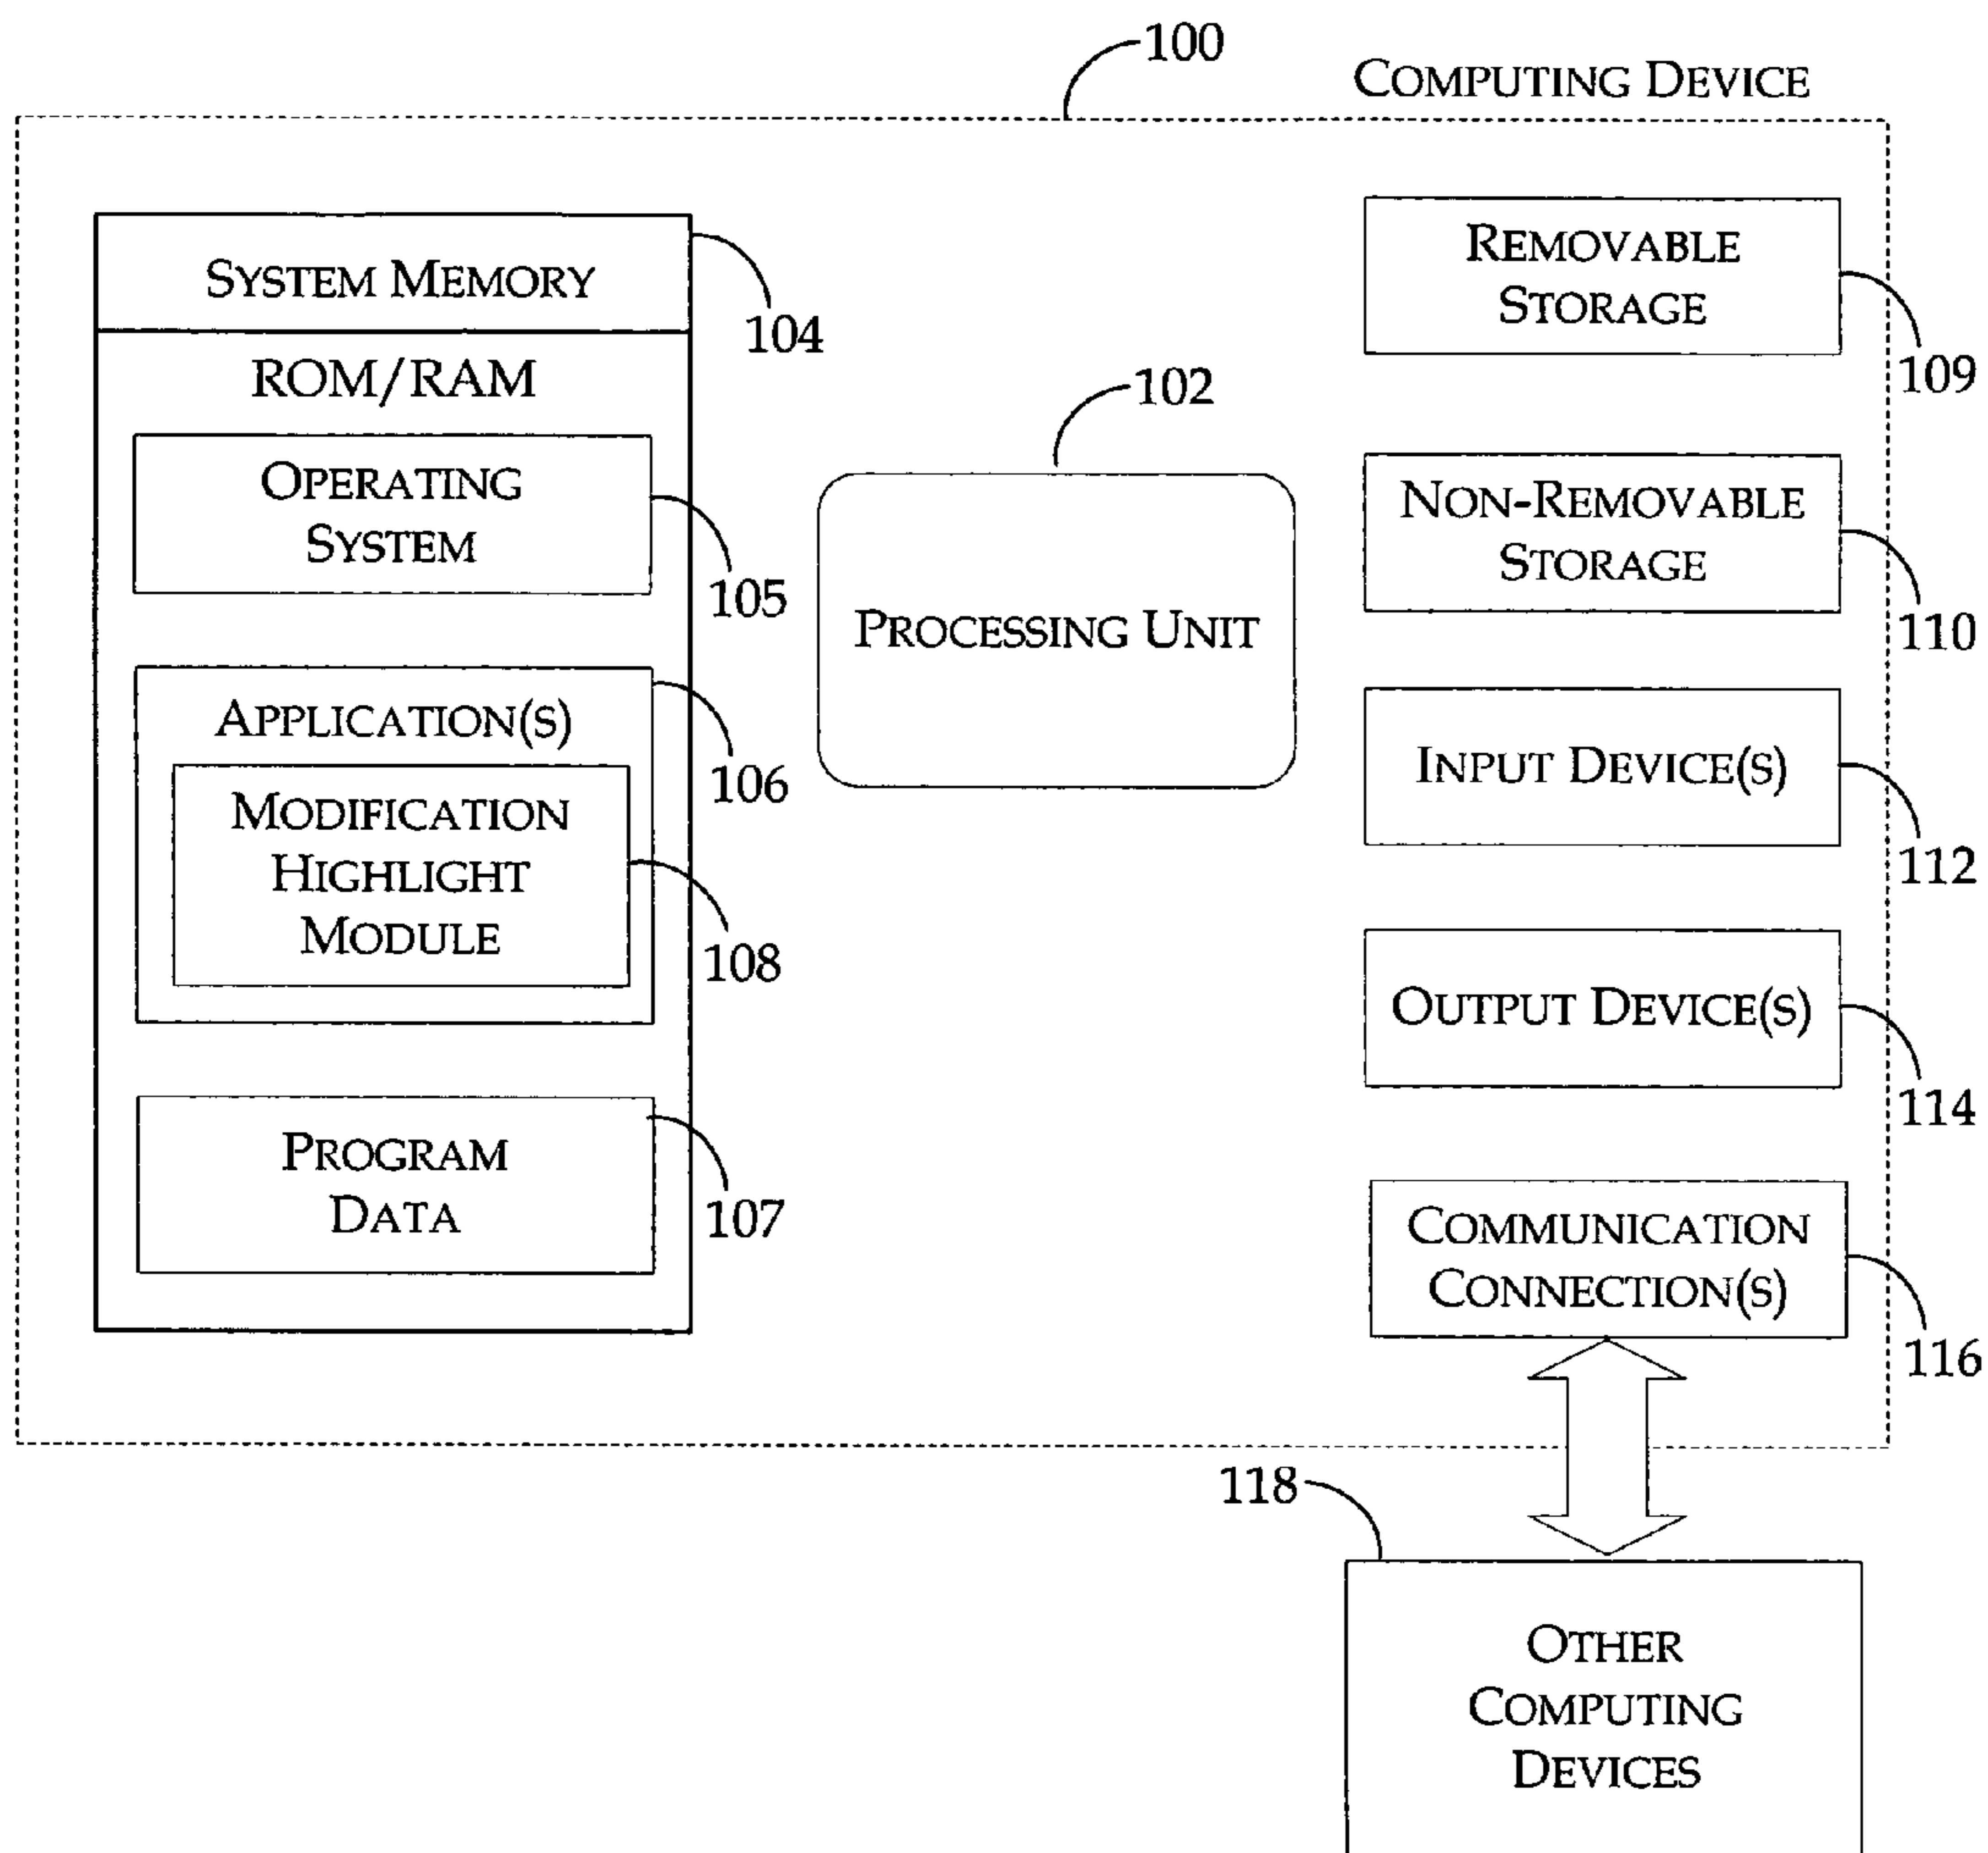 100
COMPUTING DEVICE
SYSTEM MEMORY
104
ROM/RAM
OPERATING
SYSTEM
105
APPLICATION(S)
106
MODIFICATION
HIGHLIGHT
MODULE
108
PROGRAM
DATA
107
102
PROCESSING UNIT
REMOVABLE
STORAGE
109
NON-REMOVABLE
STORAGE
110
INPUT DEVICE(S)
112
OUTPUT DEVICE(S)
114
COMMUNICATION
CONNECTION(S)
116
118
OTHER
COMPUTING
DEVICES